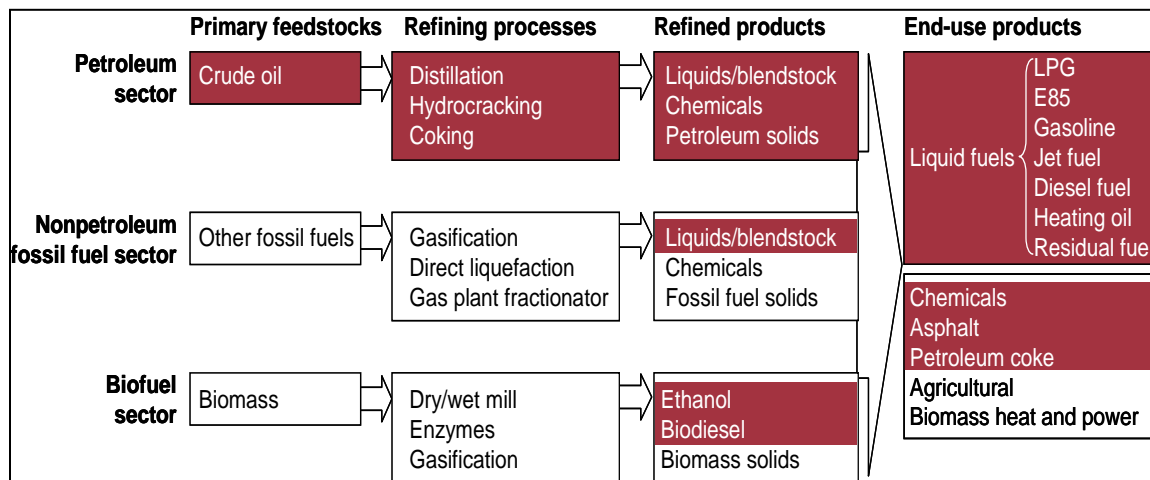 Primary feedstocks Refining processes Refined products End-use products
Petroleum
sector
Crude oil
Distillation
Hydrocracking
Coking
Liquids/blendstock
Chemicals
Petroleum solids
Nonpetroleum
fossil fuel sector
Other fossil fuels
Gasification
Direct liquefaction
Gas plant fractionator
Liquids/blendstock
Chemicals
Fossil fuel solids
Biofuel
sector
Biomass
Dry/wet mill
Enzymes
Gasification
Ethanol
Biodiesel
Biomass solids
Liquid fuels
LPG
E85
Gasoline
Jet fuel
Diesel fuel
Heating oil
Residual fue
Chemicals
Asphalt
Petroleum coke
Agricultural
Biomass heat and power